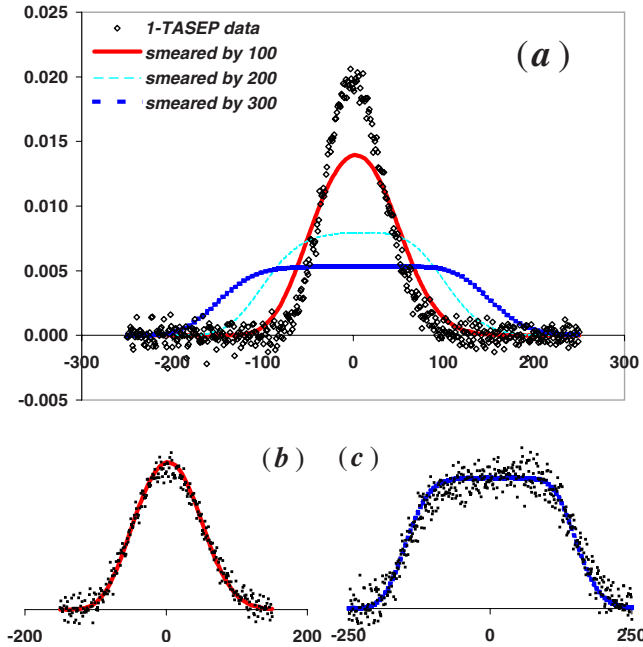 0.025
0.020
0.015
0.010
0.005
0.000
-0.005
1-TASEP data
smeared by 100
smeared by 200
smeared by 300
(a)
-300 -200 -100 0 100 200 300
(b) (c)
-200 0 200
-250 0 250